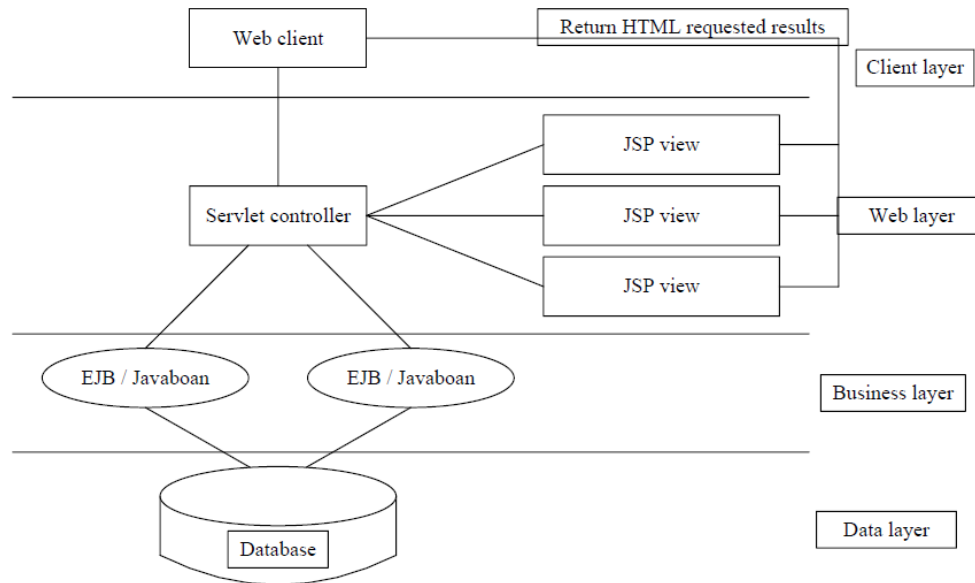 Web client
Return HTML requested results
Client layer
JSP view
Servlet controller
JSP view
Web layer
JSP view
EJB / Javaboan
EJB / Javaboan
Business layer
Database
Data layer